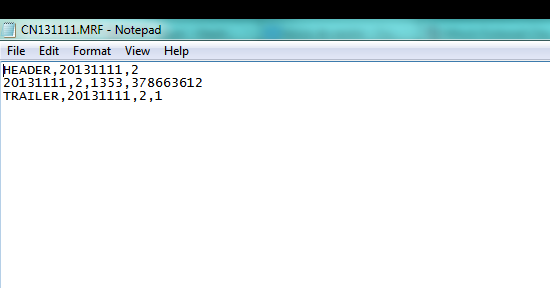 CN131111.MRF - Notepad
File Edit Format View Help
HEADER,20131111,2
20131111,2,1353,378663612
TRAILER,20131111,2,1